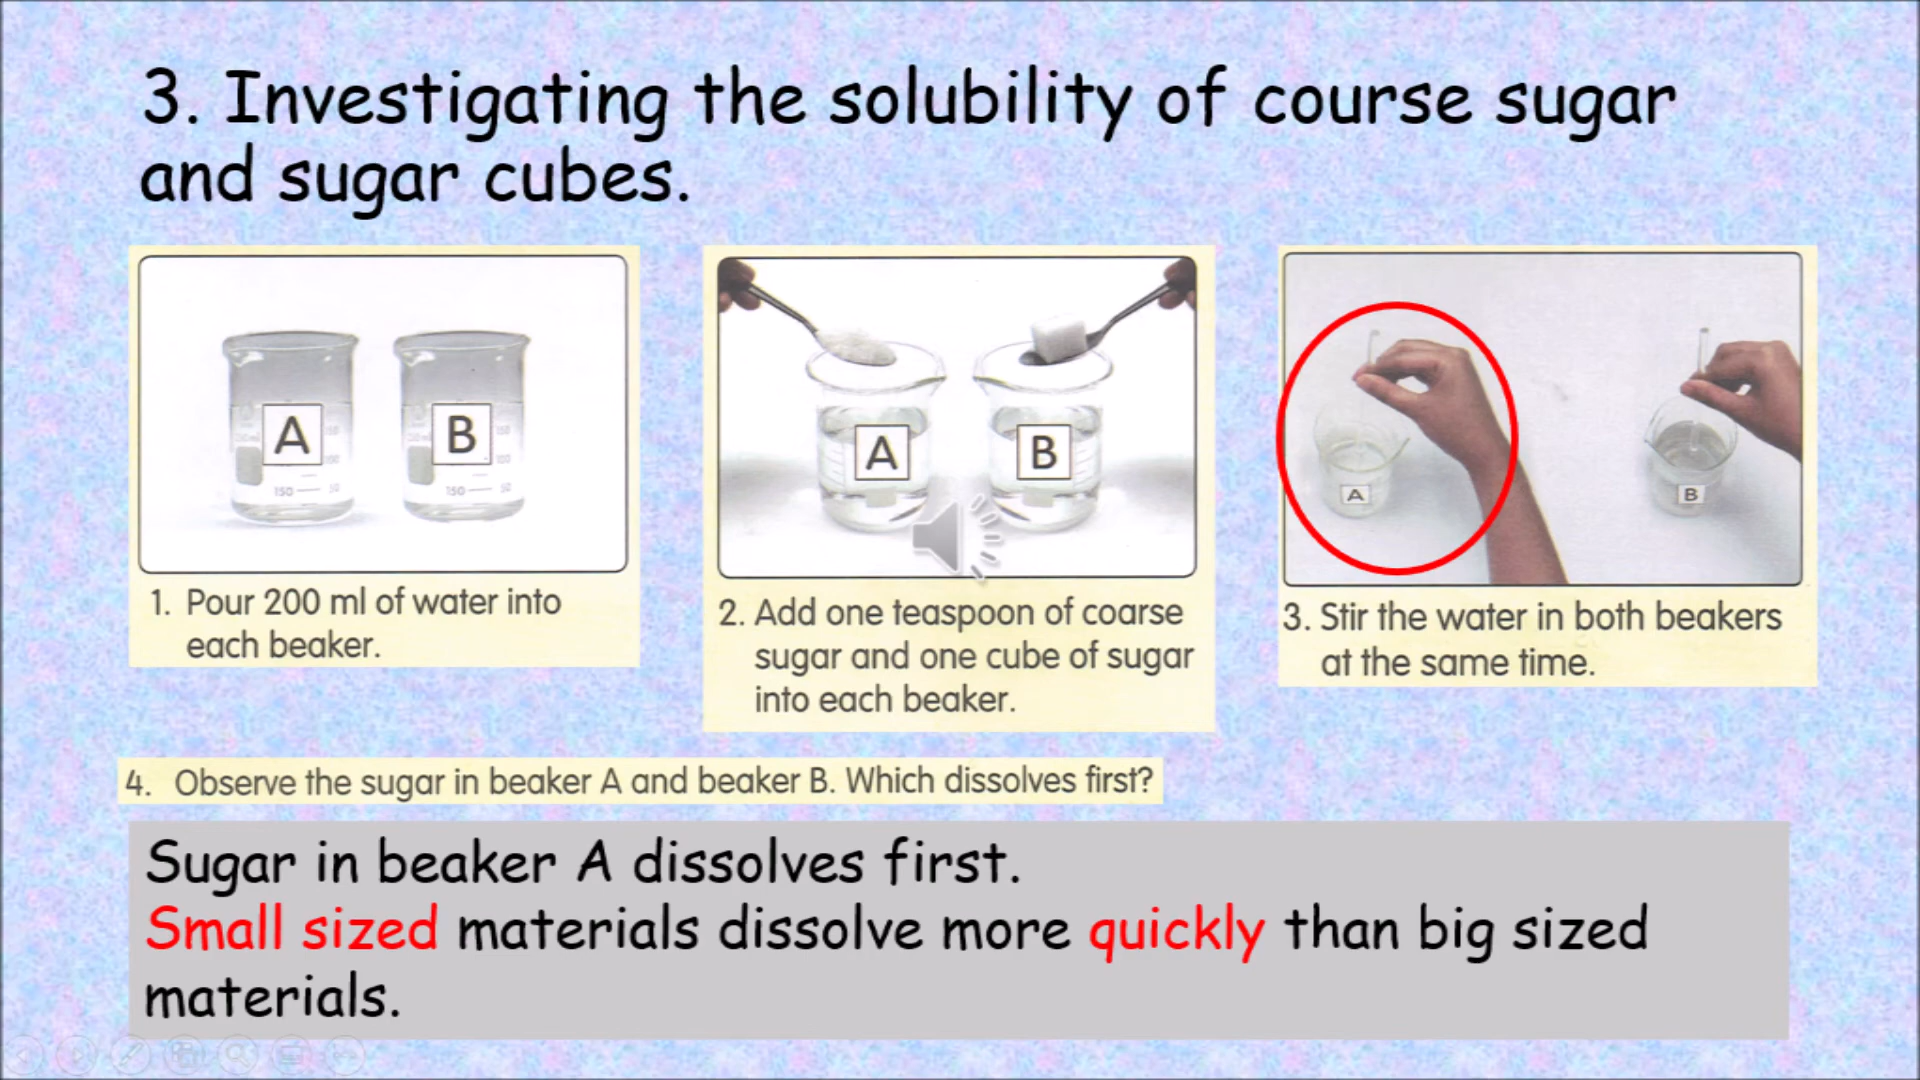 3. Investigating the solubility of course sugar
and sugar cubes.
A
B
1. Pour 200 ml of water into
each beaker.
A
B
2. Add one teaspoon of coarse
sugar and one cube of sugar
into each beaker.
A
B
3. Stir the water in both beakers
at the same time.
4. Observe the sugar in beaker A and beaker B. Which dissolves first?
Sugar in beaker A dissolves first.
Small sized materials dissolve more quickly than big sized
materials.